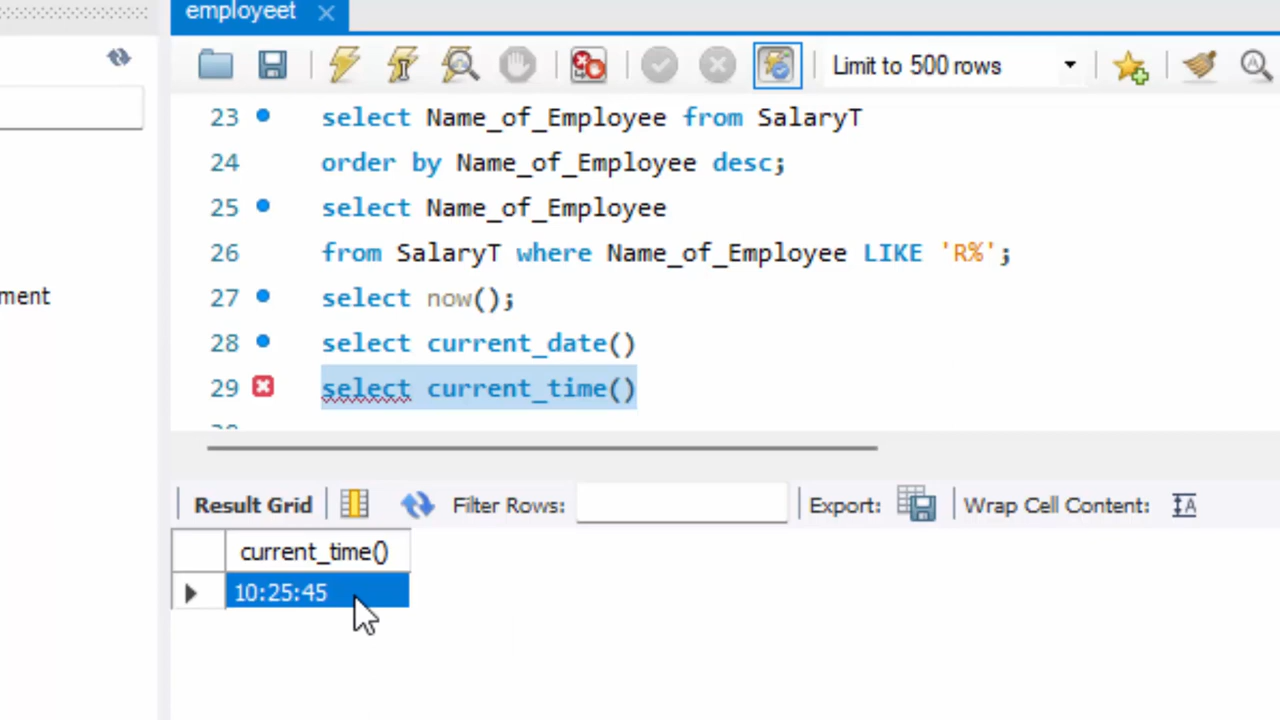 employeet
Limit to 500 rows
23 select Name_of_Employee from SalaryT
24 order by Name_of_Employee desc;
25 select Name_of_Employee
26 from SalaryT where Name_of_Employee LIKE 'R%';
27 select now();
28 select current_date()
29 select current_time()
ment
Result Grid Filter Rows: Export: Wrap Cell Content:
current_time()
10:25:45